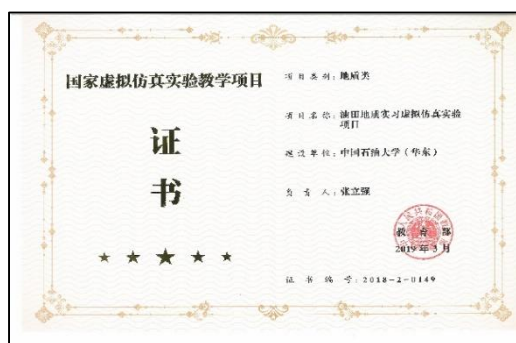 国家虚拟仿真实验教学项目
证
书
项目类别：地质类
项目名称：油田地质实习虚拟仿真实验
项目
建设单位：中国石油大学（华东）
负责人：张立强
教育部
2019年3月
证书编号：2018-2-0149